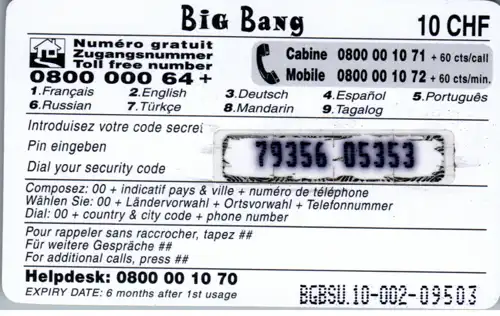 Big Bang 10 CHF
Numéro gratuit
Zugangsnummer
Toll free number
0800 000 64 +
Cabine 0800 00 10 71 + 60 cts/call
Mobile 0800 00 10 72 + 60 cts/min.
1.Français 2.English 3.Deutsch 4.Español 5.Português
6.Russian 7.Türkçe 8.Mandarin 9.Tagalog
Introduisez votre code secret
Pin eingeben
Dial your security code
79356 05353
Composez: 00 + indicatif pays & ville + numéro de téléphone
Wählen Sie: 00 + Ländervorwahl + Ortsvorwahl + Telefonnummer
Dial: 00 + country & city code + phone number
Pour rappeler sans raccrocher, tapez ##
Für weitere Gespräche ##
For additional calls, press ##
Helpdesk: 0800 00 10 70
EXPIRY DATE: 6 months after 1st usage
BGBSU.10-002-09503